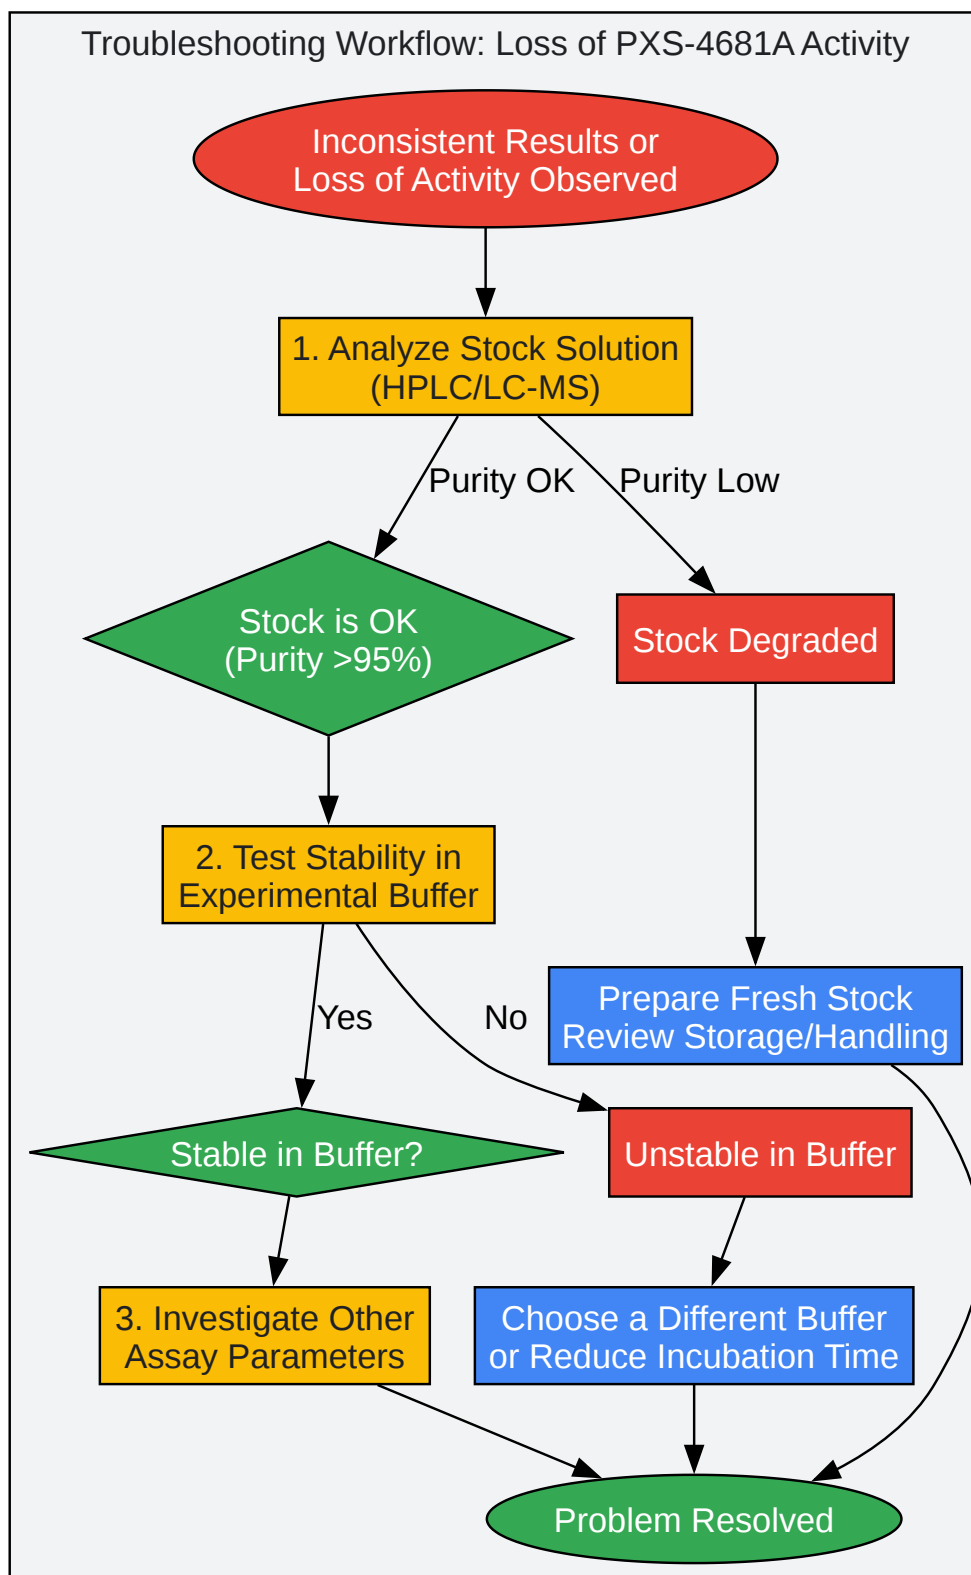 Troubleshooting Workflow: Loss of PXS-4681A Activity
Inconsistent Results or
Loss of Activity Observed
1. Analyze Stock Solution
(HPLC/LC-MS)
Purity OK
Purity Low
Stock is OK
(Purity >95%)
Stock Degraded
2. Test Stability in
Experimental Buffer
Prepare Fresh Stock
Review Storage/Handling
Yes
No
Stable in Buffer?
Unstable in Buffer
3. Investigate Other
Assay Parameters
Choose a Different Buffer
or Reduce Incubation Time
Problem Resolved